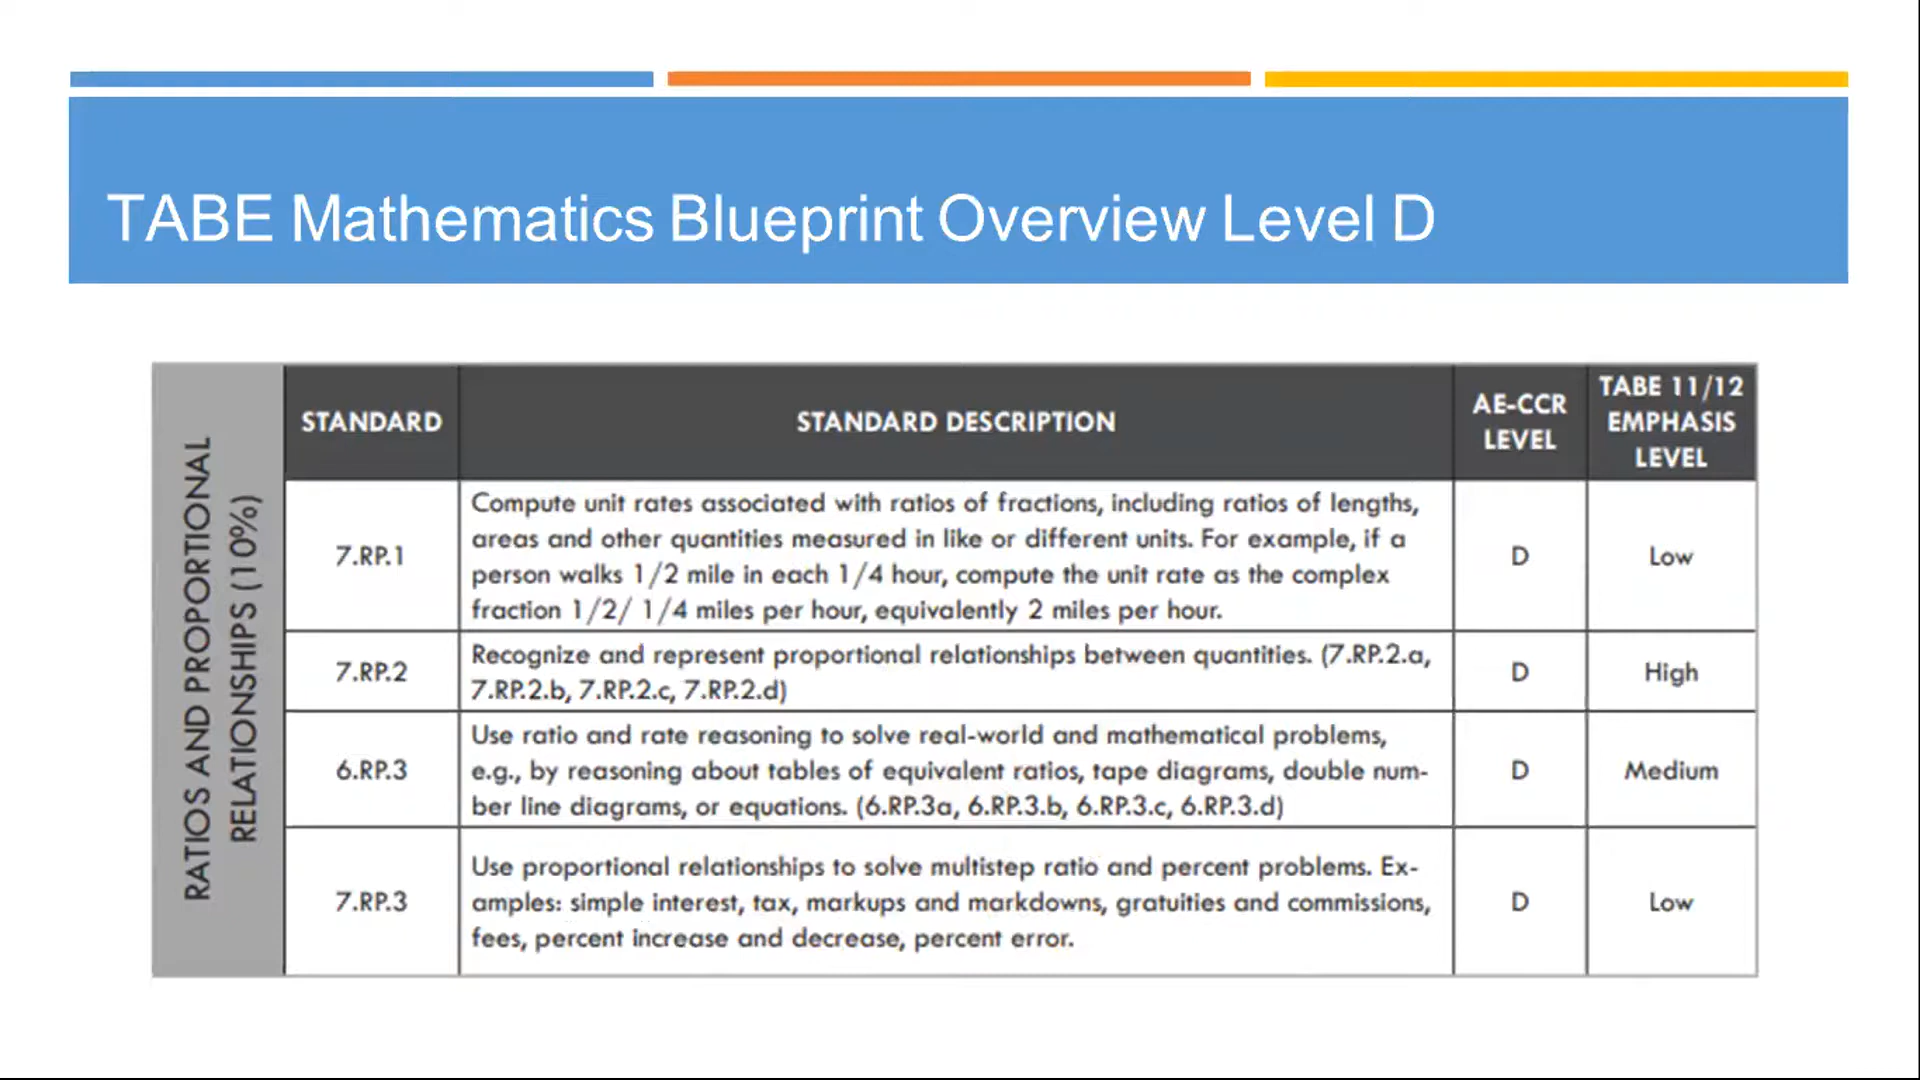 TABE Mathematics Blueprint Overview Level D
RATIOS AND PROPORTIONAL
RELATIONSHIPS (10%)
STANDARD
STANDARD DESCRIPTION
AE-CCR
LEVEL
TABE 11/12
EMPHASIS
LEVEL
7.RP.1
Compute unit rates associated with ratios of fractions, including ratios of lengths,
areas and other quantities measured in like or different units. For example, if a
person walks 1/2 mile in each 1/4 hour, compute the unit rate as the complex
fraction 1/2/ 1/4 miles per hour, equivalently 2 miles per hour.
D
Low
7.RP.2
Recognize and represent proportional relationships between quantities. (7.RP.2.a,
7.RP.2.b, 7.RP.2.c, 7.RP.2.d)
D
High
6.RP.3
Use ratio and rate reasoning to solve real-world and mathematical problems,
e.g., by reasoning about tables of equivalent ratios, tape diagrams, double num-
ber line diagrams, or equations. (6.RP.3a, 6.RP.3.b, 6.RP.3.c, 6.RP.3.d)
D
Medium
7.RP.3
Use proportional relationships to solve multistep ratio and percent problems. Ex-
amples: simple interest, tax, markups and markdowns, gratuities and commissions,
fees, percent increase and decrease, percent error.
D
Low